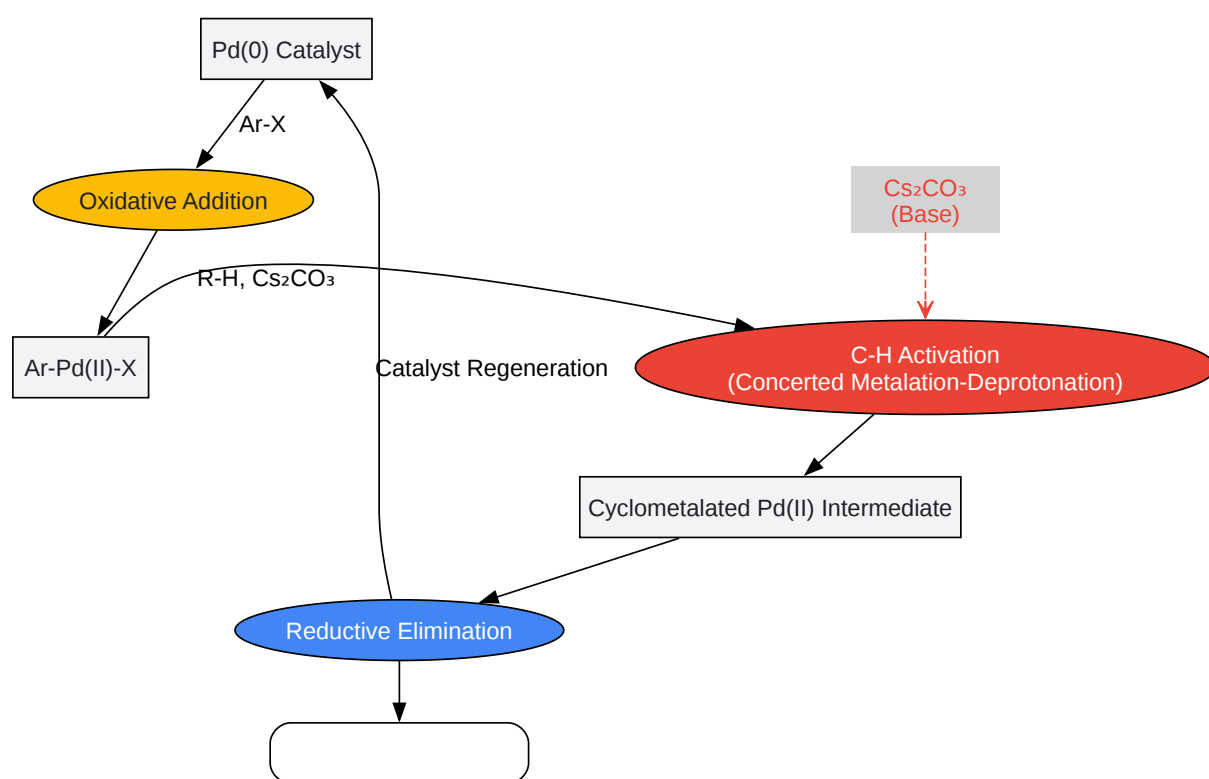 Pd(0) Catalyst
Ar-X
Oxidative Addition
Cs₂CO₃
(Base)
R-H, Cs₂CO₃
Ar-Pd(II)-X
Catalyst Regeneration
C-H Activation
(Concerted Metalation-Deprotonation)
Cyclometalated Pd(II) Intermediate
Reductive Elimination